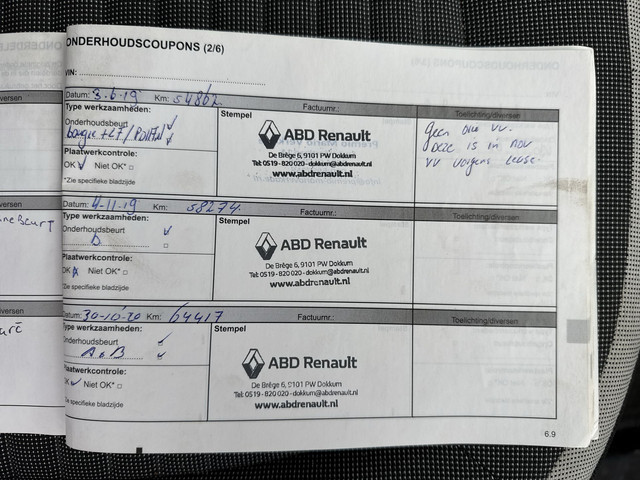 ONDERHOUDSCOUPONS (2/6)
VIN:
Datum: 3-6-19 Km: 54862
Type werkzaamheden:
Stempel
Factuurnr.:
Toelichting/diversen
Onderhoudsbeurt
Plaatwerkcontrole:
OK Niet OK*
*Zie specifieke bladzijde
ABD Renault
De Brêge 6, 9101 PW Dokkum
Tel: 0519 - 820 020 - dokkum@abdrenault.nl
www.abdrenault.nl
geen olie vv.
Deze is in nov
vv volgens lease
Datum: 4-11-19 Km: 58274
Type werkzaamheden:
Stempel
Factuurnr.:
Toelichting/diversen
Onderhoudsbeurt
Plaatwerkcontrole:
OK Niet OK*
*Zie specifieke bladzijde
ABD Renault
De Brêge 6, 9101 PW Dokkum
Tel: 0519 - 820 020 - dokkum@abdrenault.nl
www.abdrenault.nl
Datum: 30-10-20 Km: 64417
Type werkzaamheden:
Stempel
Factuurnr.:
Toelichting/diversen
Onderhoudsbeurt
A+B
Plaatwerkcontrole:
OK Niet OK*
*Zie specifieke bladzijde
ABD Renault
De Brêge 6, 9101 PW Dokkum
Tel: 0519 - 820 020 - dokkum@abdrenault.nl
www.abdrenault.nl
6.9